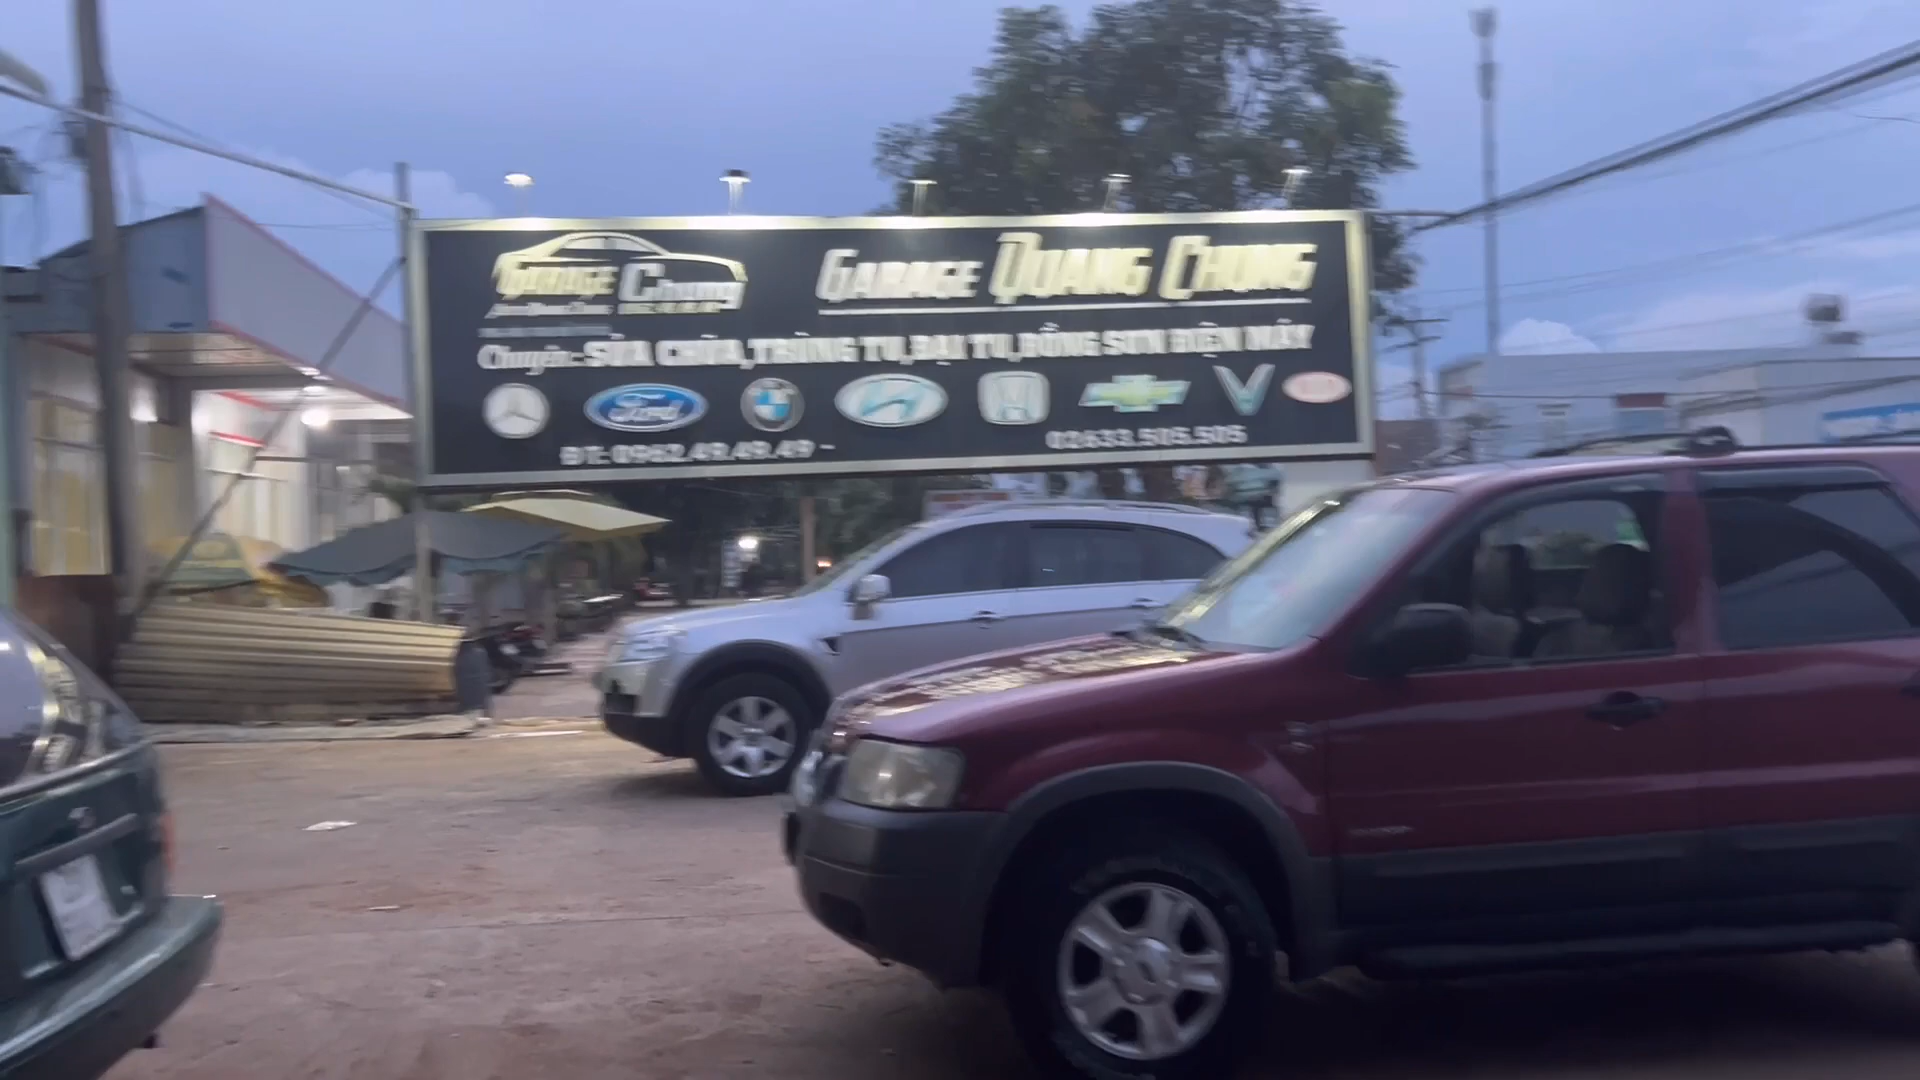 GARAGE Chung
GARAGE QUANG CHUNG
Chuyên: SỬA CHỮA, TRÙNG TU, ĐẠI TU, ĐỒNG SƠN ĐIỆN MÁY
Ford
ĐT: 0962.49.49.49 - 02633.505.505